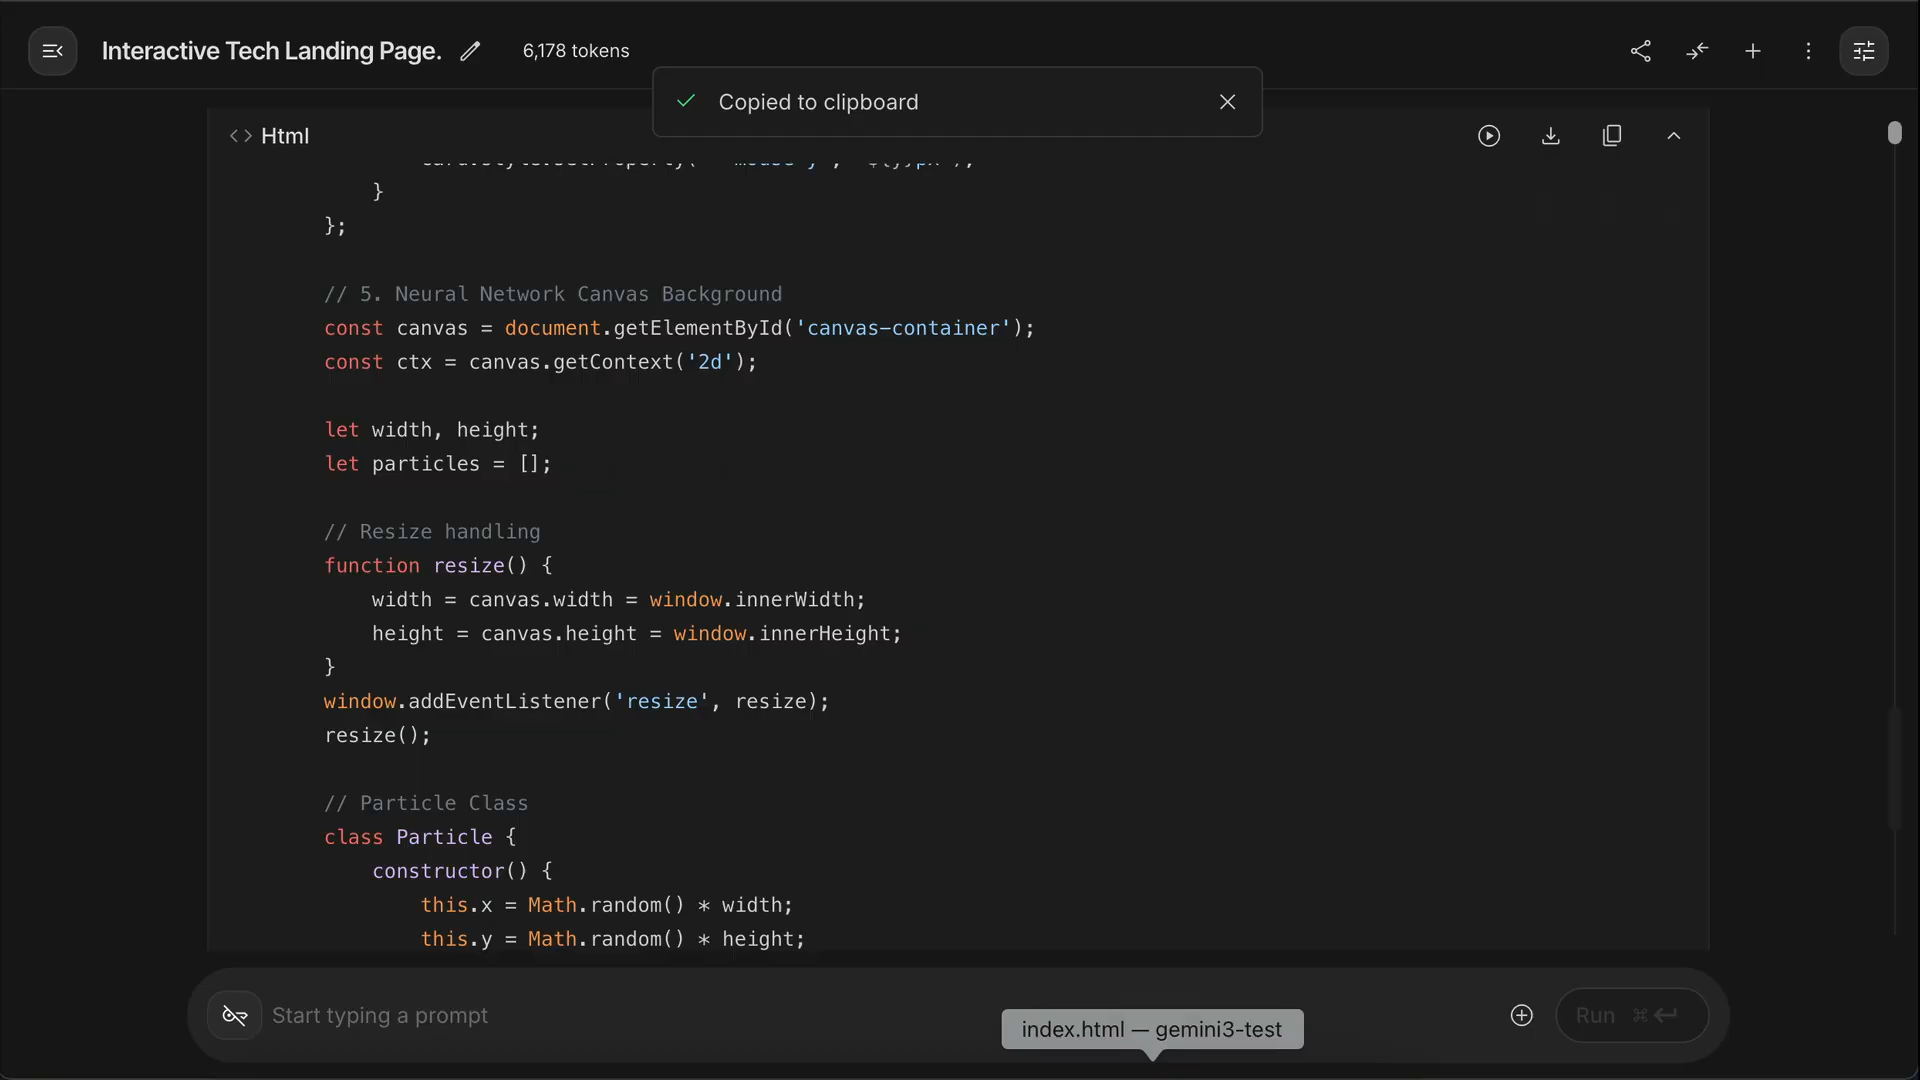 Interactive Tech Landing Page.
6,178 tokens
Copied to clipboard
<> Html
}
};
// 5. Neural Network Canvas Background
const canvas = document.getElementById('canvas-container');
const ctx = canvas.getContext('2d');
let width, height;
let particles = [];
// Resize handling
function resize() {
width = canvas.width = window.innerWidth;
height = canvas.height = window.innerHeight;
}
window.addEventListener('resize', resize);
resize();
// Particle Class
class Particle {
constructor() {
this.x = Math.random() * width;
this.y = Math.random() * height;
Start typing a prompt
index.html — gemini3-test
Run ⌘↵